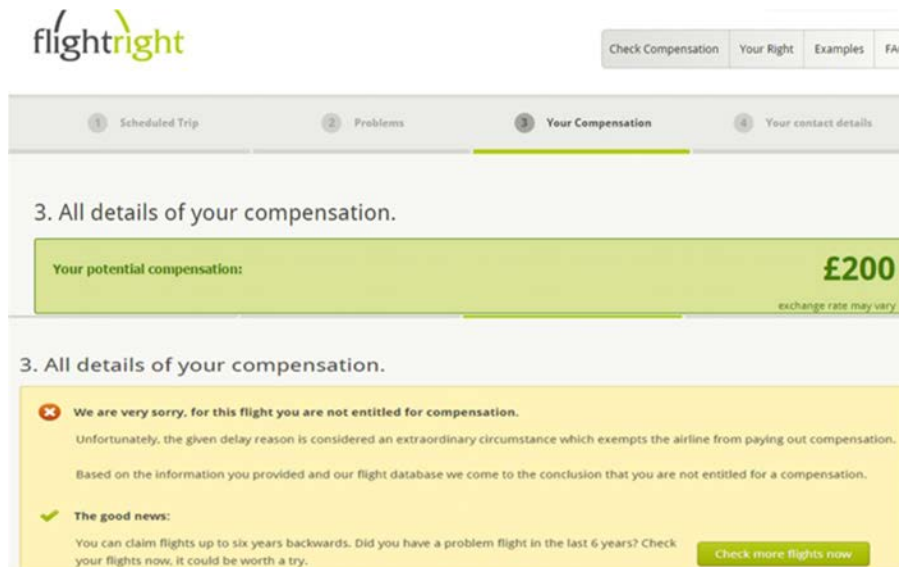 flightright
Check Compensation Your Right Examples
1 Scheduled Trip 2 Problems 3 Your Compensation 4 Your contact details
3. All details of your compensation.
Your potential compensation: £200
exchange rate may vary
3. All details of your compensation.
We are very sorry, for this flight you are not entitled for compensation.
Unfortunately, the given delay reason is considered an extraordinary circumstance which exempts the airline from paying out compensation.
Based on the information you provided and our flight database we come to the conclusion that you are not entitled for a compensation.
The good news:
You can claim flights up to six years backwards. Did you have a problem flight in the last 6 years? Check
your flights now, it could be worth a try.
Check more flights now